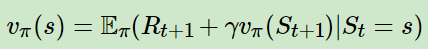 v_π(s) = 𝔼_π(R_{t+1} + γv_π(S_{t+1})|S_t = s)